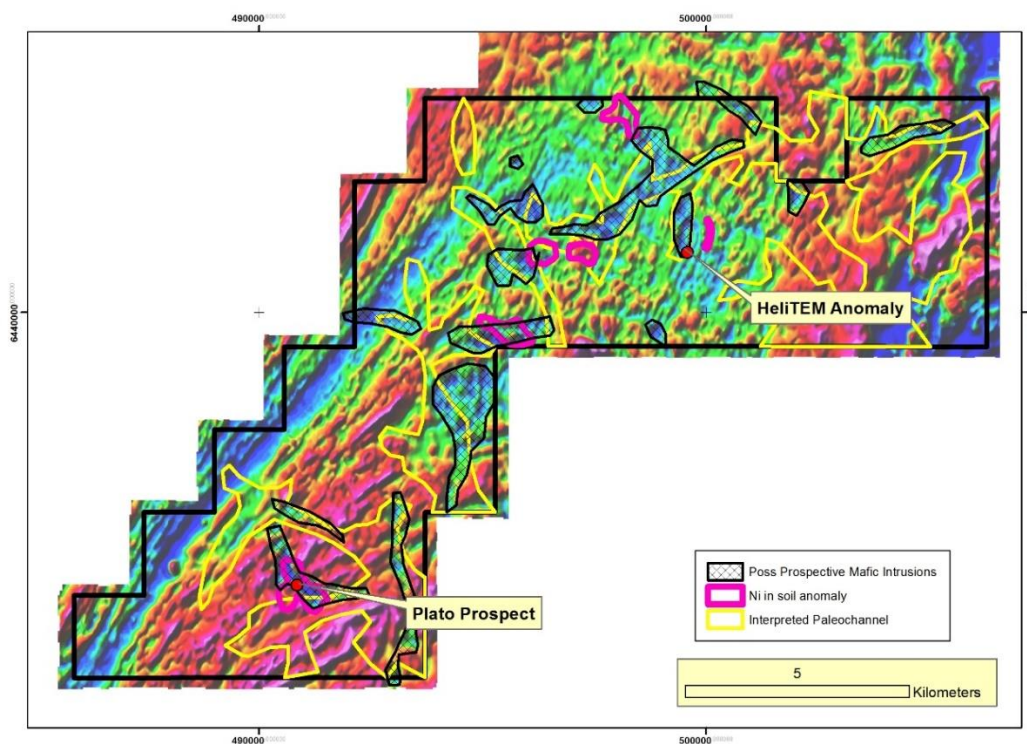 490000
500000
6440000
6440000
HeliTEM Anomaly
Plato Prospect
Poss Prospective Mafic Intrusions
Ni in soil anomaly
Interpreted Paleochannel
5
Kilometers
490000
500000